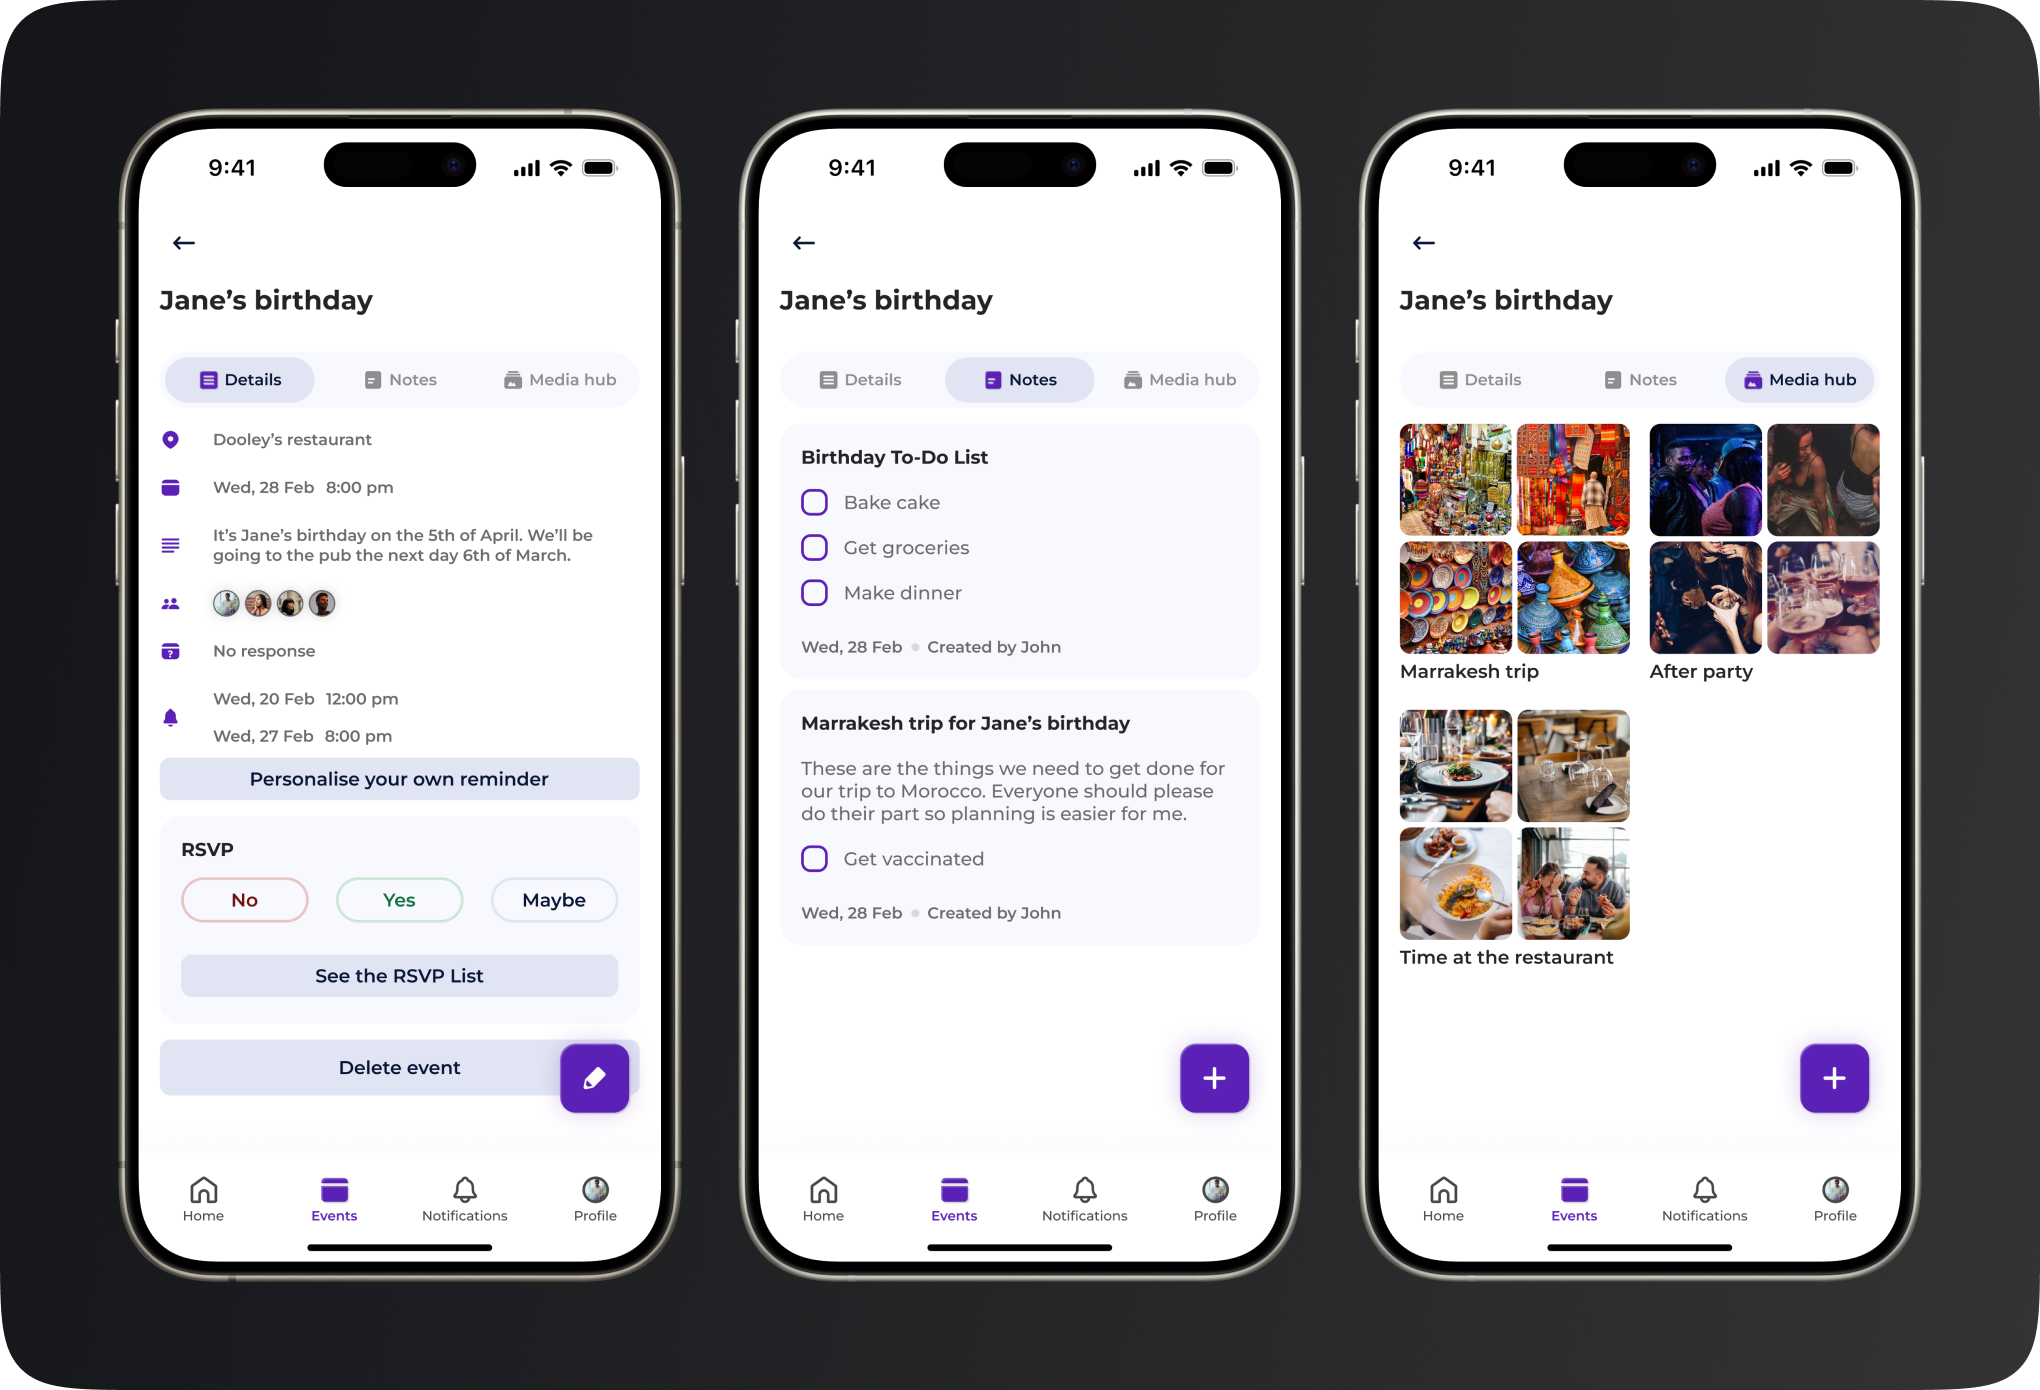 9:41
Jane’s birthday
Details
Notes
Media hub
Dooley’s restaurant
Wed, 28 Feb 8:00 pm
It’s Jane’s birthday on the 5th of April. We’ll be
going to the pub the next day 6th of March.
No response
Wed, 20 Feb 12:00 pm
Wed, 27 Feb 8:00 pm
Personalise your own reminder
RSVP
No
Yes
Maybe
See the RSVP List
Delete event
Home
Events
Notifications
Profile
9:41
Jane’s birthday
Details
Notes
Media hub
Birthday To-Do List
Bake cake
Get groceries
Make dinner
Wed, 28 Feb
Created by John
Marrakesh trip for Jane’s birthday
These are the things we need to get done for
our trip to Morocco. Everyone should please
do their part so planning is easier for me.
Get vaccinated
Wed, 28 Feb
Created by John
Home
Events
Notifications
Profile
9:41
Jane’s birthday
Details
Notes
Media hub
Marrakesh trip
After party
Time at the restaurant
Home
Events
Notifications
Profile